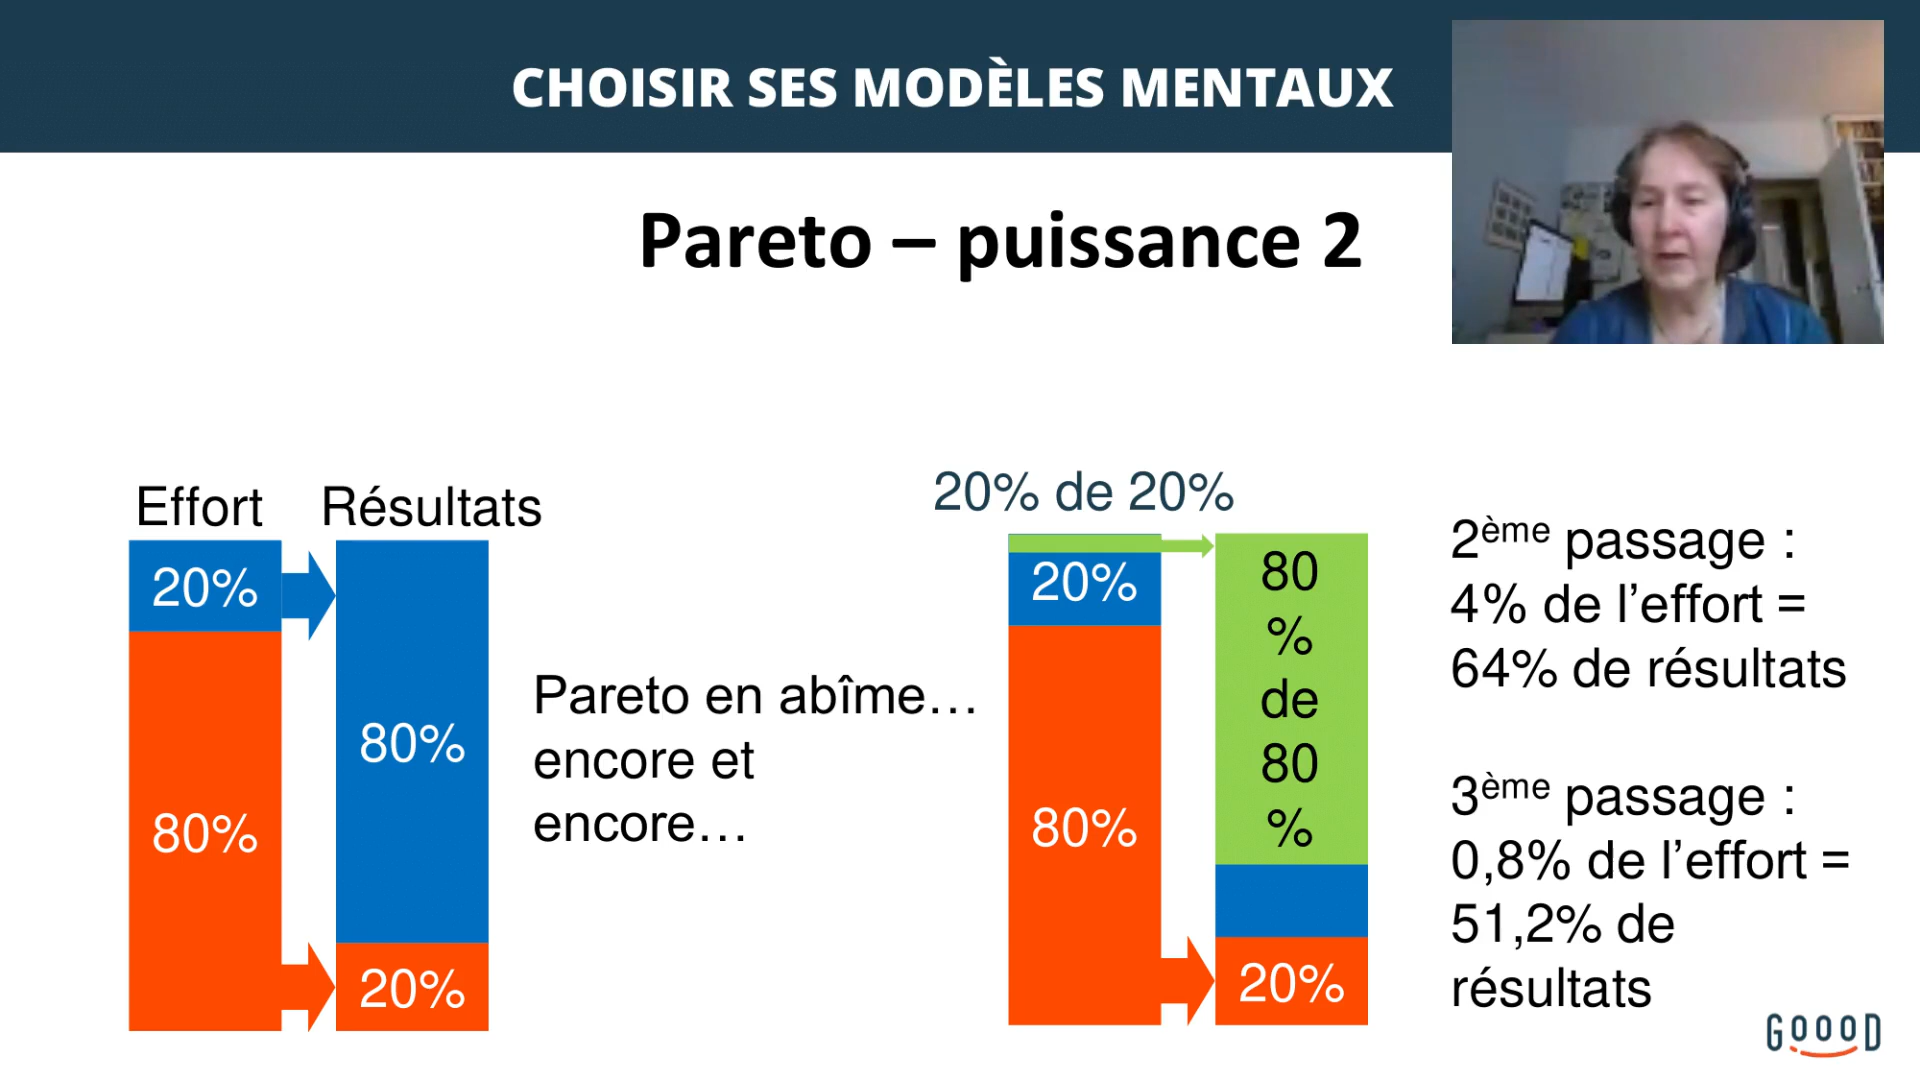 CHOISIR SES MODÈLES MENTAUX
Pareto – puissance 2
Effort
Résultats
20%
80%
80%
20%
Pareto en abîme…
encore et
encore…
20% de 20%
20%
80%
80
%
de
80
%
20%
2ème passage :
4% de l’effort =
64% de résultats
3ème passage :
0,8% de l’effort =
51,2% de
résultats
GOOOD